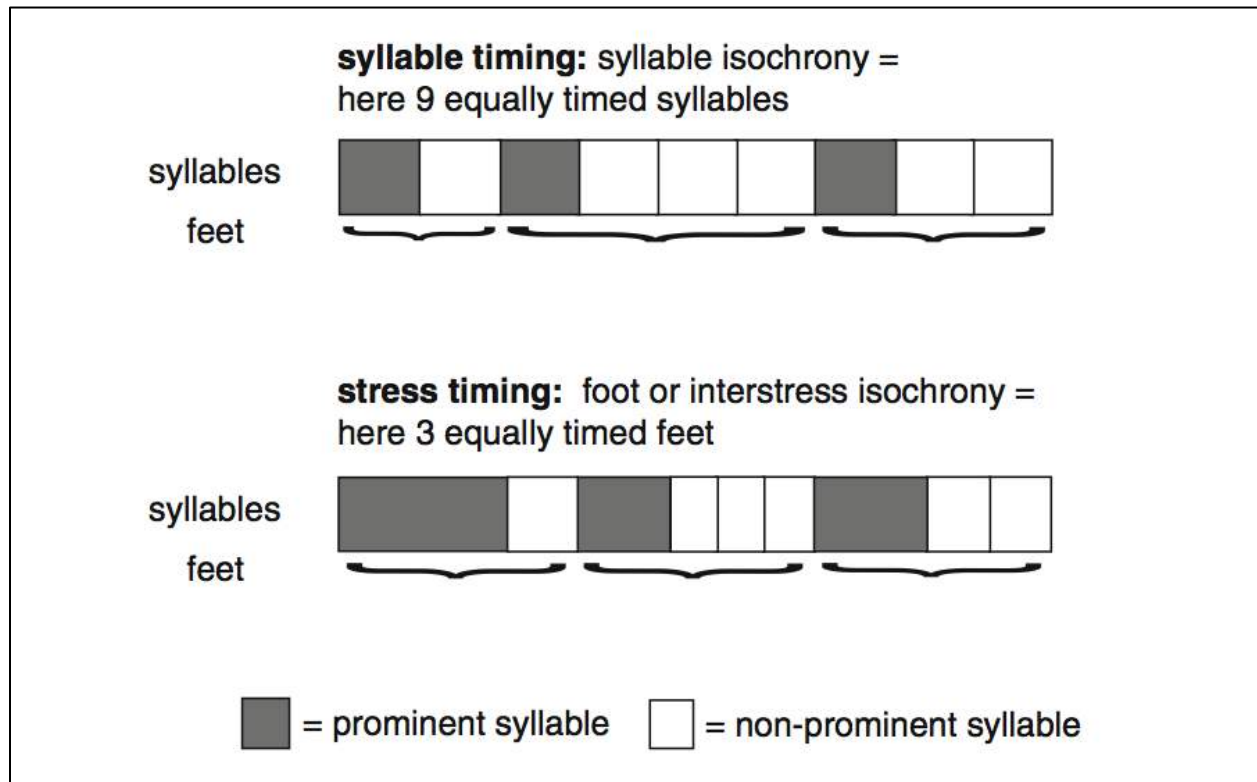 syllable timing: syllable isochrony =
here 9 equally timed syllables
syllables
feet
stress timing:  foot or interstress isochrony =
here 3 equally timed feet
syllables
feet
= prominent syllable = non-prominent syllable